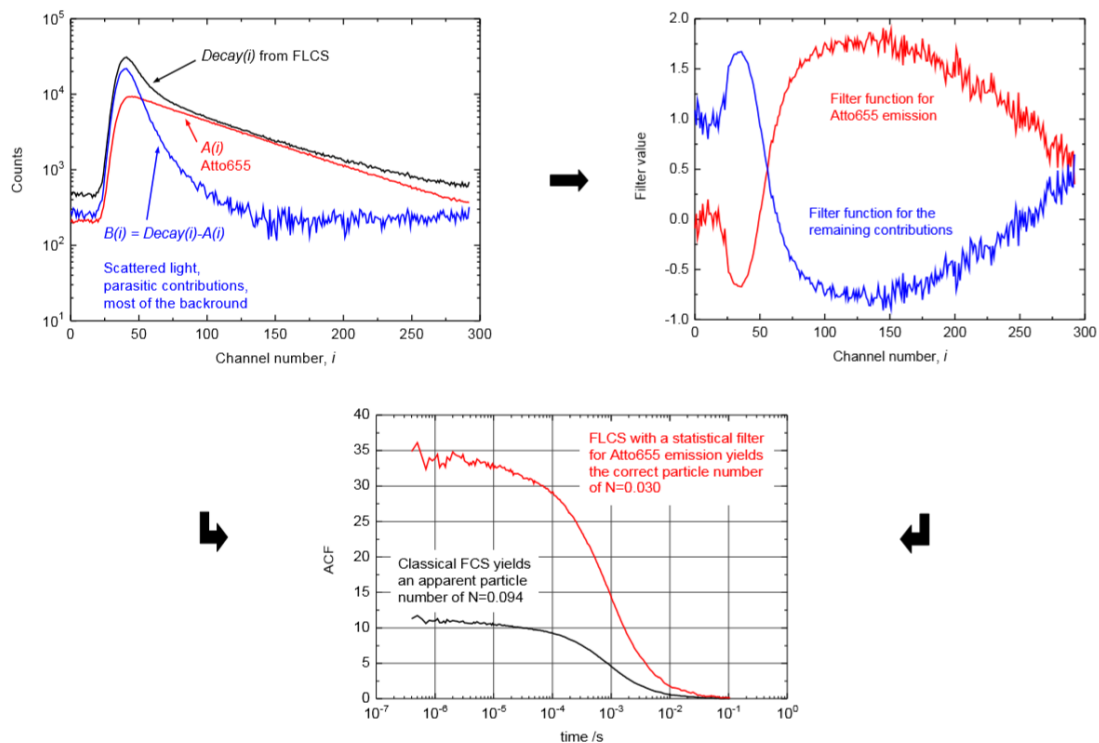 10^5
10^4
10^3
10^2
10^1
Counts
Decay(i) from FLCS
A(i)
Atto655
B(i) = Decay(i)-A(i)
Scattered light,
parasitic contributions,
most of the backround
0 50 100 150 200 250 300
Channel number, i
2.0
1.5
1.0
0.5
0.0
-0.5
-1.0
Filter value
Filter function for
Atto655 emission
Filter function for the
remaining contributions
0 50 100 150 200 250 300
Channel number, i
40
35
30
25
20
15
10
5
0
ACF
FLCS with a statistical filter
for Atto655 emission yields
the correct particle number
of N=0.030
Classical FCS yields
an apparent particle
number of N=0.094
10^-7 10^-6 10^-5 10^-4 10^-3 10^-2 10^-1 10^0
time /s